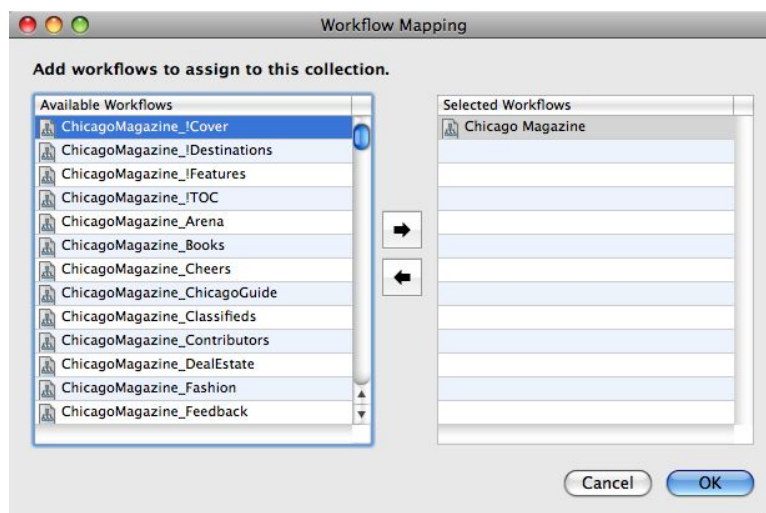 Workflow Mapping
Add workflows to assign to this collection.
Available Workflows
ChicagoMagazine_!Cover
ChicagoMagazine_!Destinations
ChicagoMagazine_!Features
ChicagoMagazine_!TOC
ChicagoMagazine_Arena
ChicagoMagazine_Books
ChicagoMagazine_Cheers
ChicagoMagazine_ChicagoGuide
ChicagoMagazine_Classifieds
ChicagoMagazine_Contributors
ChicagoMagazine_DealEstate
ChicagoMagazine_Fashion
ChicagoMagazine_Feedback
Selected Workflows
Chicago Magazine
Cancel
OK